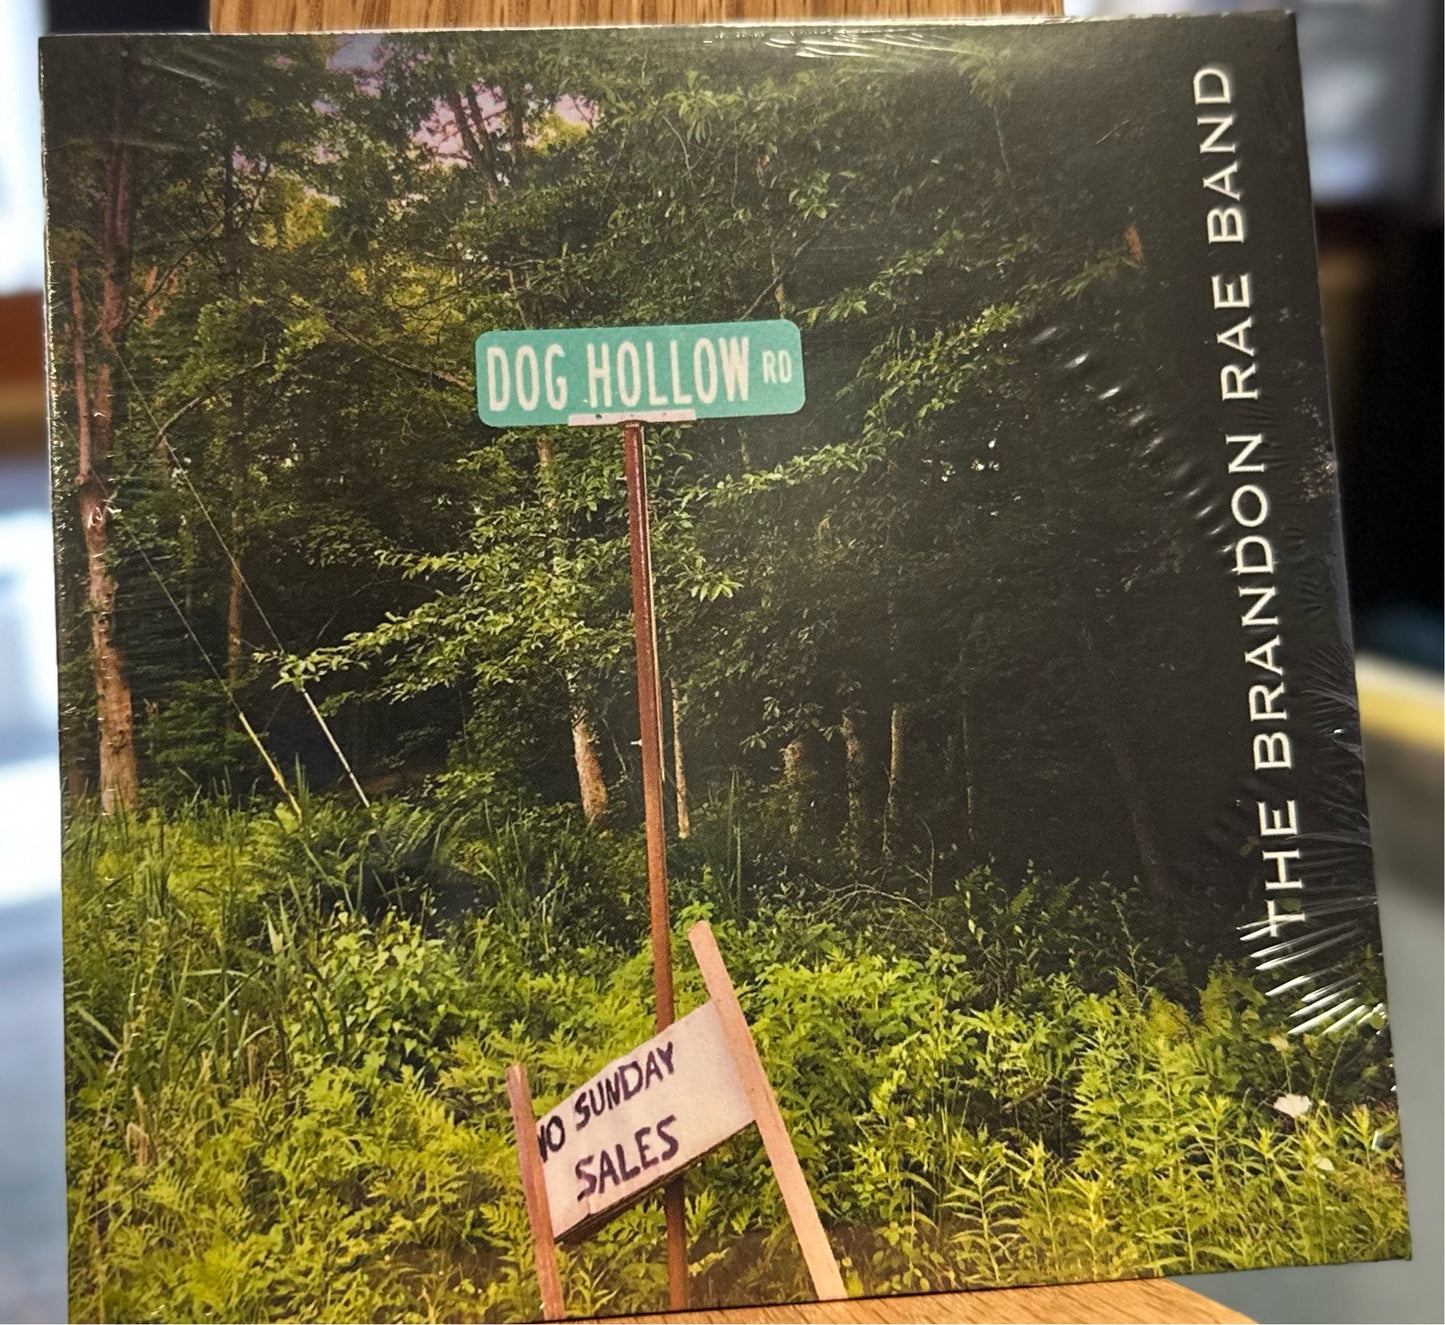 DOG HOLLOW RD
NO SUNDAY
SALES
THE BRANDON RAE BAND